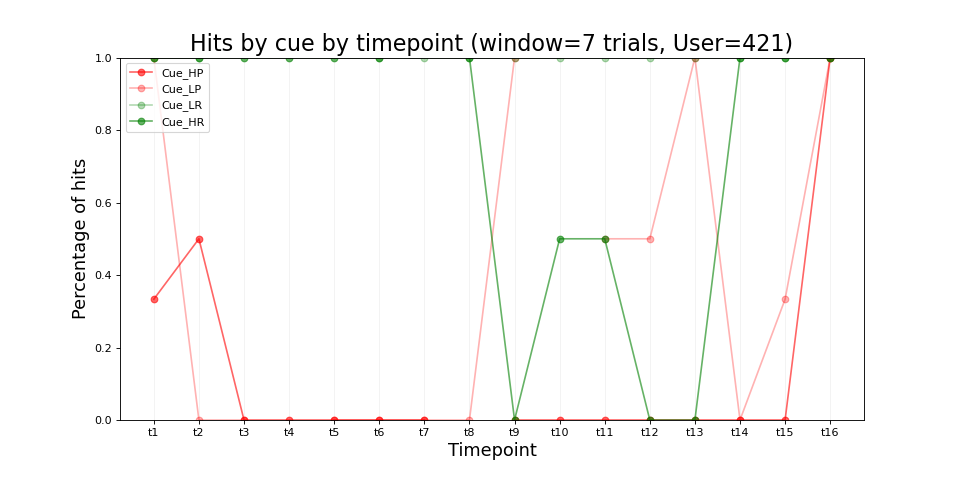 Hits by cue by timepoint (window=7 trials, User=421)
1.0
0.8
0.6
0.4
0.2
0.0
Percentage of hits
Cue_HP
Cue_LP
Cue_LR
Cue_HR
t1 t2 t3 t4 t5 t6 t7 t8 t9 t10 t11 t12 t13 t14 t15 t16
Timepoint